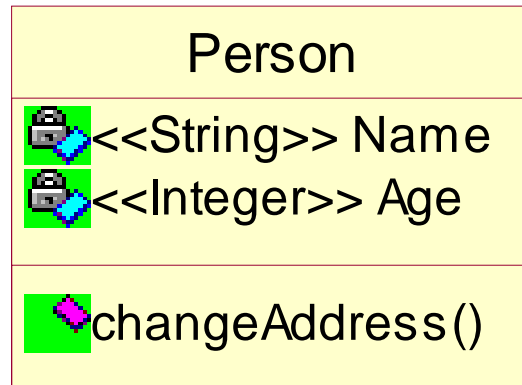 Person
<<String>> Name
<<Integer>> Age
changeAddress()